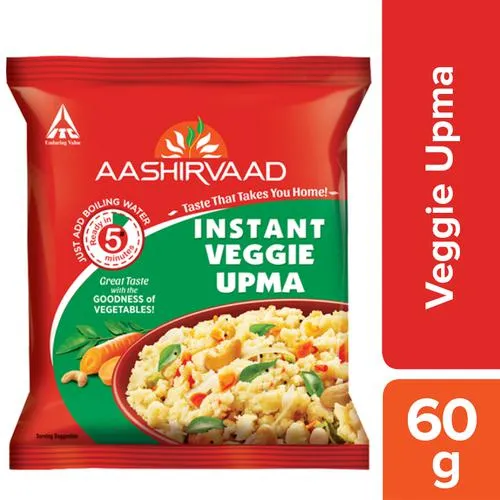 ITC
Enduring Value
AASHIRVAAD
Taste That Takes You Home!
JUST ADD BOILING WATER
Ready in
5
minutes
INSTANT
VEGGIE
UPMA
Great Taste
with the
GOODNESS of
VEGETABLES!
Serving Suggestion
Veggie Upma
60
g